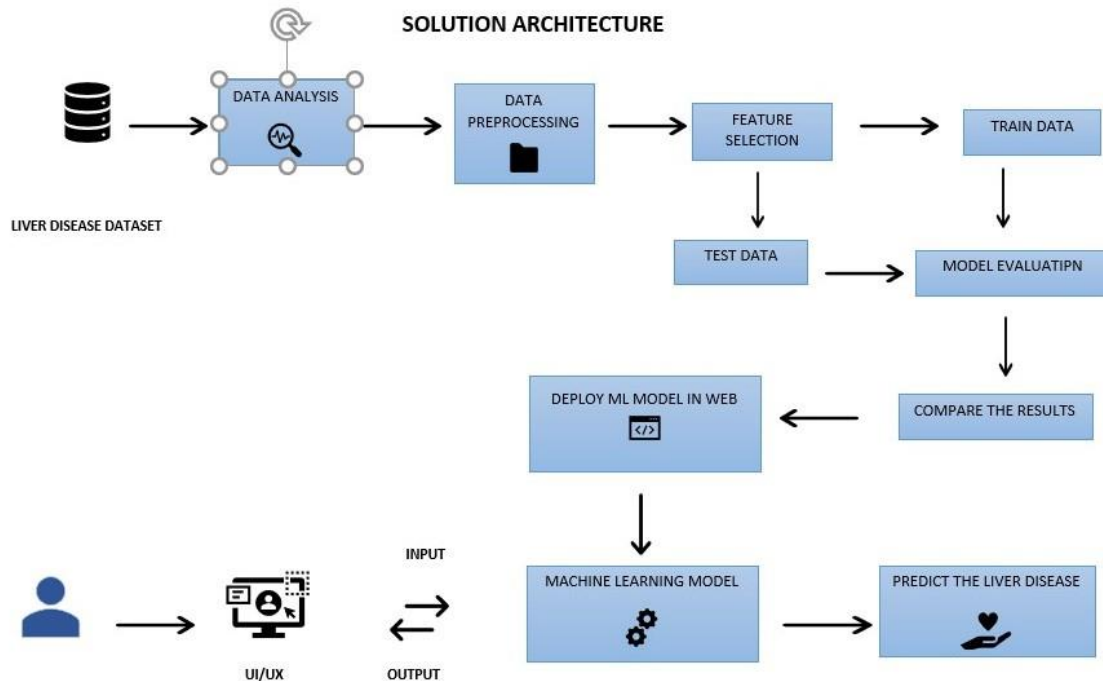 SOLUTION ARCHITECTURE
DATA ANALYSIS
DATA
PREPROCESSING
FEATURE
SELECTION
TRAIN DATA
LIVER DISEASE DATASET
TEST DATA
MODEL EVALUATIPN
DEPLOY ML MODEL IN WEB
</>
COMPARE THE RESULTS
INPUT
MACHINE LEARNING MODEL
PREDICT THE LIVER DISEASE
UI/UX
OUTPUT